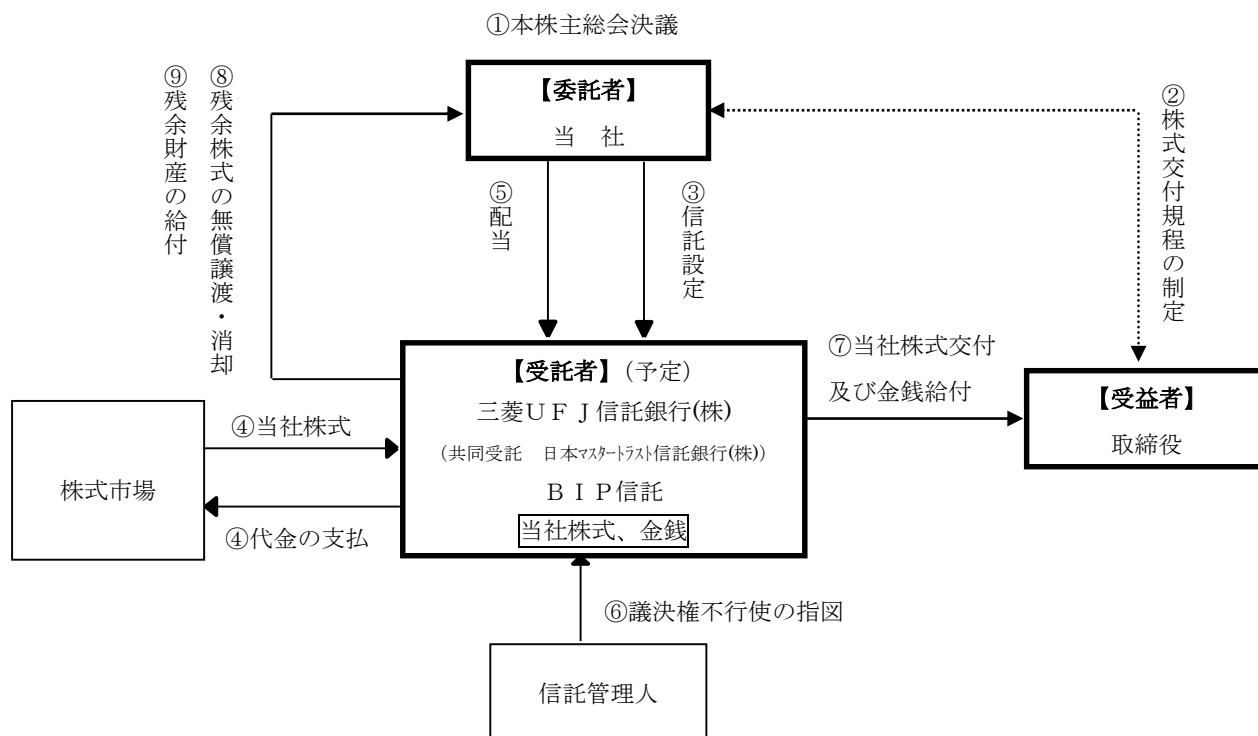 ①本株主総会決議
【委託者】
当　社
⑨残余財産の給付
⑧残余株式の無償譲渡・消却
⑤配当
③信託設定
②株式交付規程の制定
【受託者】（予定）
三菱ＵＦＪ信託銀行(株)
（共同受託　日本ﾏｽﾀｰﾄﾗｽﾄ信託銀行(株)）
ＢＩＰ信託
当社株式、金銭
⑦当社株式交付
及び金銭給付
【受益者】
取締役
④当社株式
株式市場
④代金の支払
⑥議決権不行使の指図
信託管理人